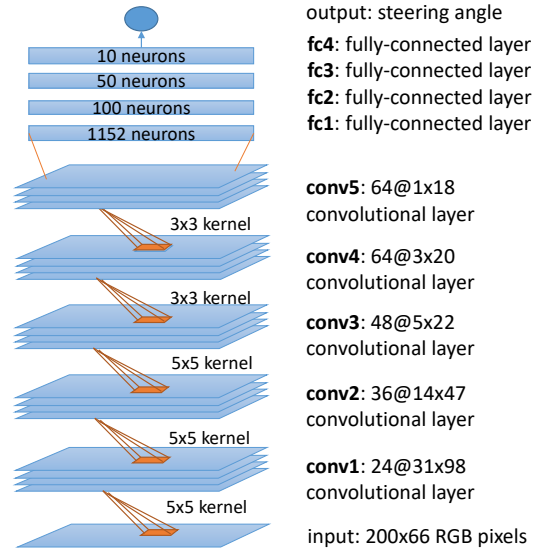 output: steering angle
10 neurons
fc4: fully-connected layer
50 neurons
fc3: fully-connected layer
100 neurons
fc2: fully-connected layer
1152 neurons
fc1: fully-connected layer
conv5: 64@1x18
convolutional layer
3x3 kernel
conv4: 64@3x20
convolutional layer
3x3 kernel
conv3: 48@5x22
convolutional layer
5x5 kernel
conv2: 36@14x47
convolutional layer
5x5 kernel
conv1: 24@31x98
convolutional layer
5x5 kernel
input: 200x66 RGB pixels